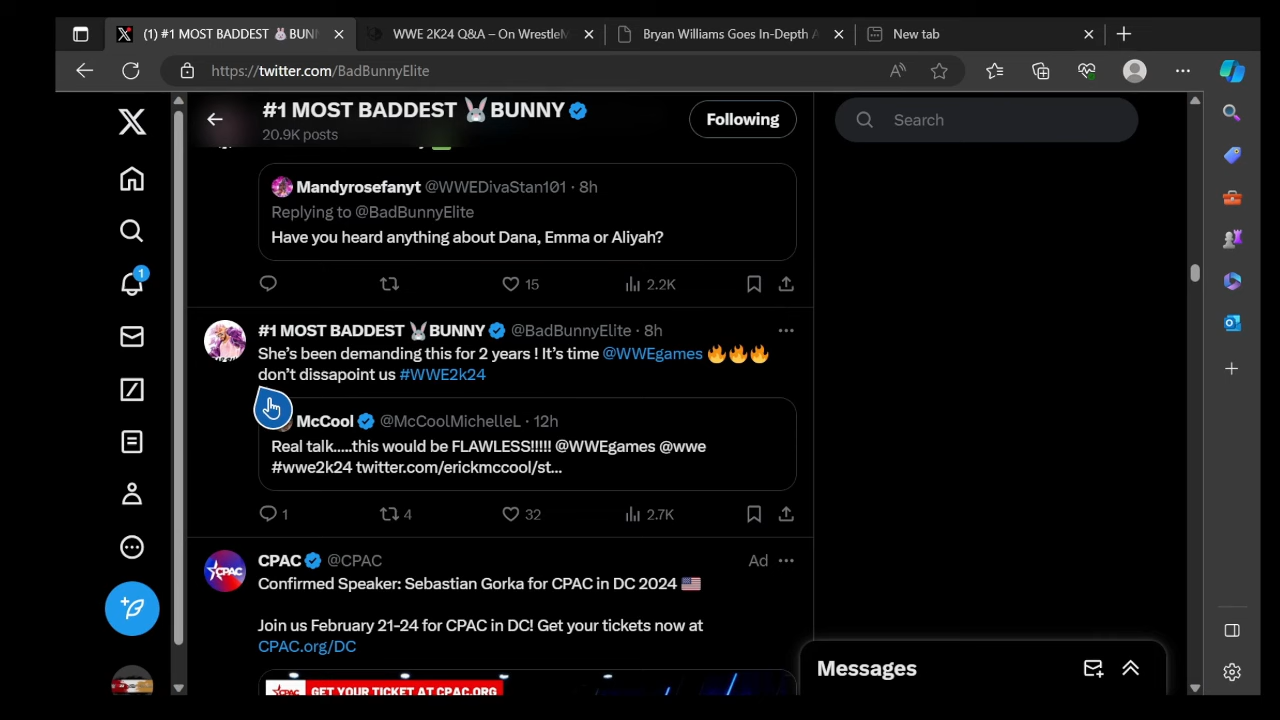 (1) #1 MOST BADDEST 🐰BUN
WWE 2K24 Q&A – On WrestleM
Bryan Williams Goes In-Depth A
New tab
https://twitter.com/BadBunnyElite
#1 MOST BADDEST 🐰BUNNY
20.9K posts
Following
Search
Mandyrosefanyt @WWEDivaStan101 · 8h
Replying to @BadBunnyElite
Have you heard anything about Dana, Emma or Aliyah?
15
2.2K
1
#1 MOST BADDEST 🐰BUNNY @BadBunnyElite · 8h
She's been demanding this for 2 years ! It's time @WWEgames 🔥🔥🔥
don't dissapoint us #WWE2k24
McCool @McCoolMichelleL · 12h
Real talk.....this would be FLAWLESS!!!!! @WWEgames @wwe
#wwe2k24 twitter.com/erickmccool/st...
1
4
32
2.7K
CPAC @CPAC
Ad
Confirmed Speaker: Sebastian Gorka for CPAC in DC 2024 🇺🇸
Join us February 21-24 for CPAC in DC! Get your tickets now at
CPAC.org/DC
CPAC
GET YOUR TICKET AT CPAC.ORG
Messages